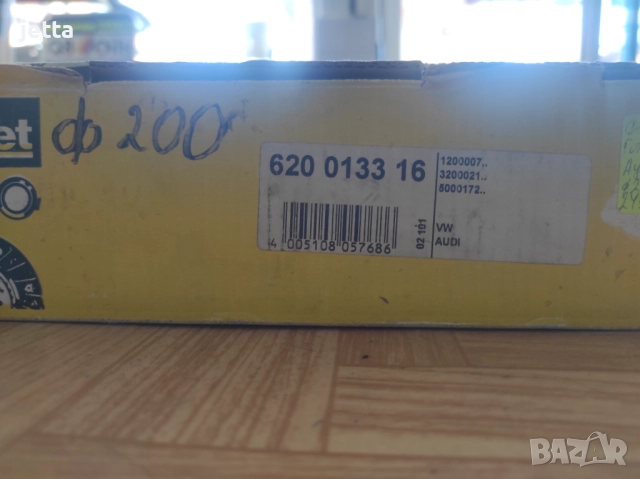 jetta
et
ф 200
620 0133 16
1200007..
3200021..
5000172..
4 005108 057686
02 101
VW
AUDI
BAZAR